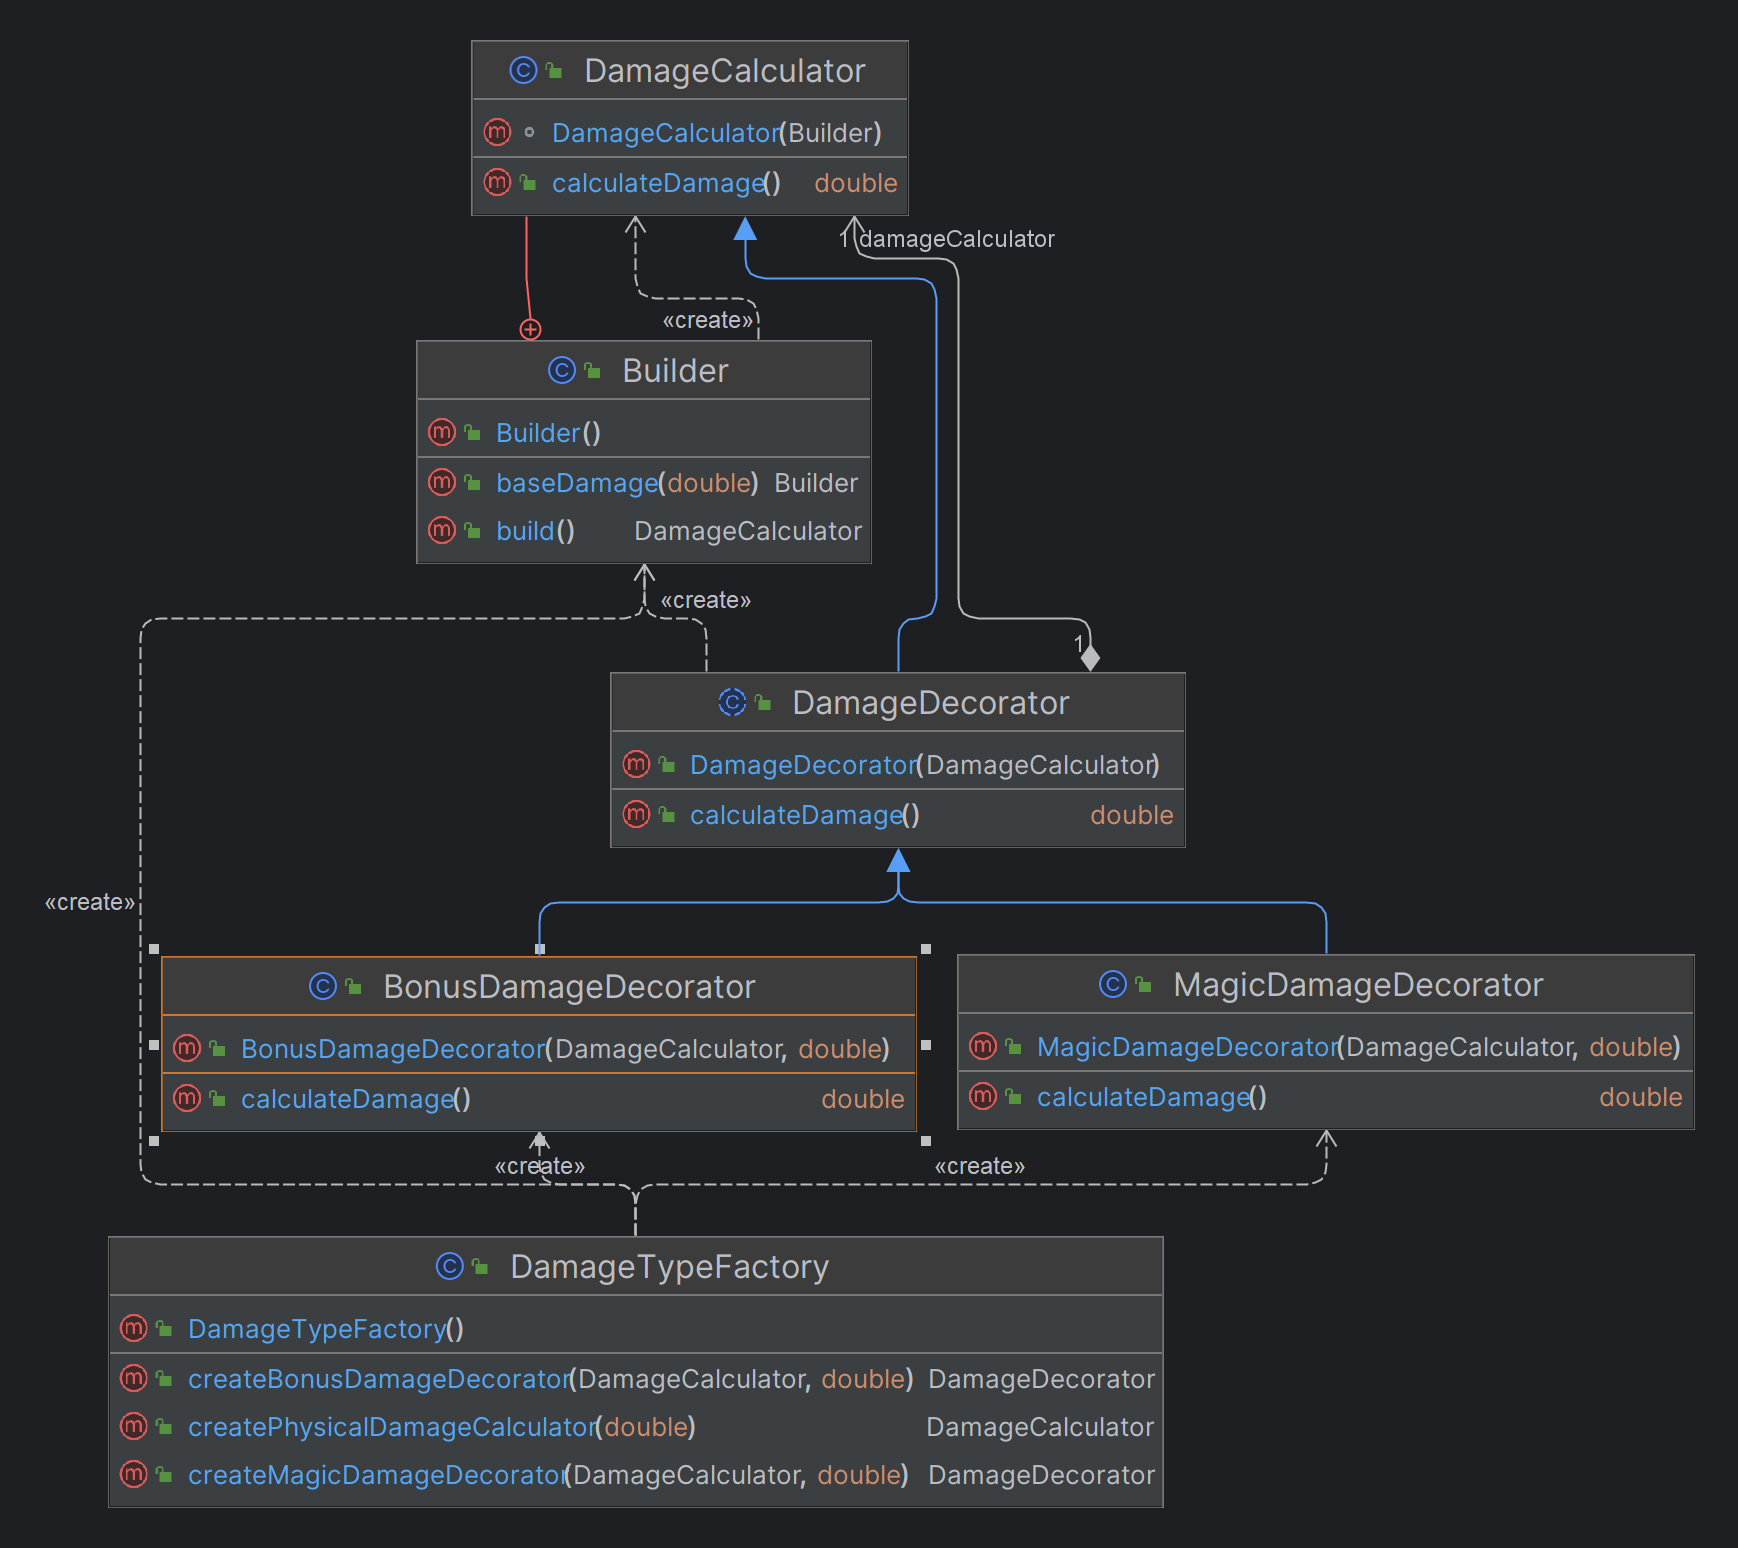 DamageCalculator
DamageCalculator(Builder)
calculateDamage() double
1 damageCalculator
«create»
Builder
Builder()
baseDamage(double) Builder
build() DamageCalculator
«create»
1
DamageDecorator
DamageDecorator(DamageCalculator)
calculateDamage() double
«create»
BonusDamageDecorator
BonusDamageDecorator(DamageCalculator, double)
calculateDamage() double
MagicDamageDecorator
MagicDamageDecorator(DamageCalculator, double)
calculateDamage() double
«create»
«create»
DamageTypeFactory
DamageTypeFactory()
createBonusDamageDecorator(DamageCalculator, double) DamageDecorator
createPhysicalDamageCalculator(double) DamageCalculator
createMagicDamageDecorator(DamageCalculator, double) DamageDecorator